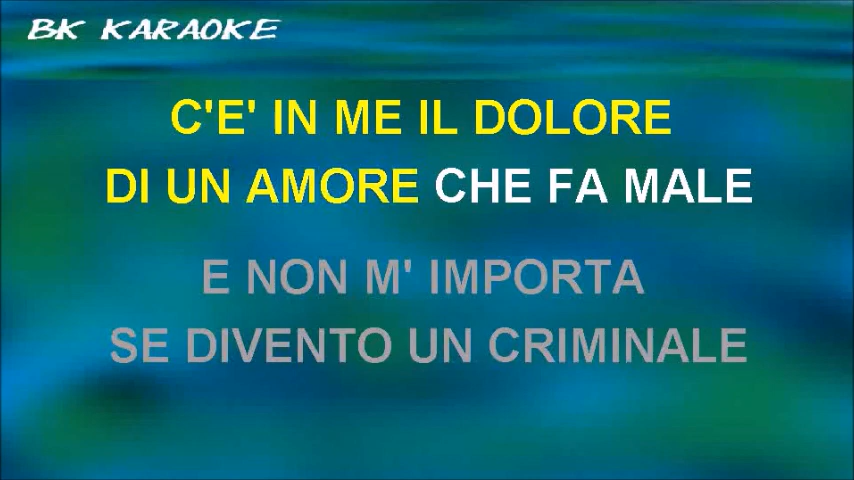 BK KARAOKE
C'E' IN ME IL DOLORE
DI UN AMORE CHE FA MALE
E NON M' IMPORTA
SE DIVENTO UN CRIMINALE